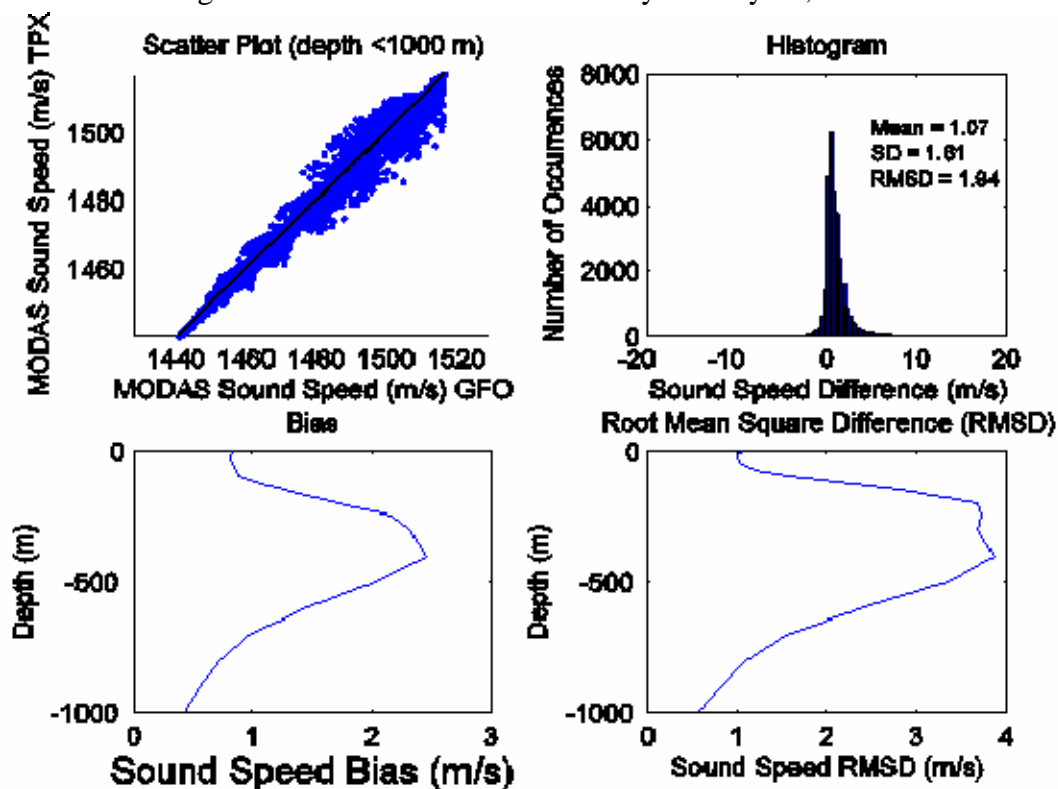 Scatter Plot (depth <1000 m)
MODAS Sound Speed (m/s) TPX
1500
1480
1460
1440 1460 1480 1500 1520
MODAS Sound Speed (m/s) GFO
Histogram
Number of Occurrences
8000
6000
4000
2000
0
Mean = 1.07
SD = 1.61
RMSD = 1.94
-20 -10 0 10 20
Sound Speed Difference (m/s)
Bias
Depth (m)
0
-500
-1000
0 1 2 3
Sound Speed Bias (m/s)
Root Mean Square Difference (RMSD)
Depth (m)
0
-500
-1000
0 1 2 3 4
Sound Speed RMSD (m/s)